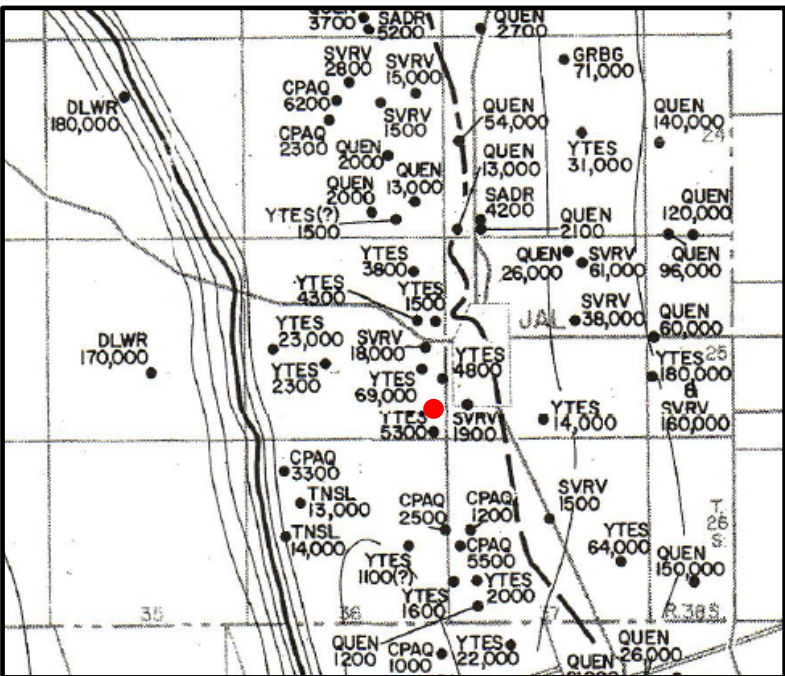 QUEN
3700
SADR
5200
QUEN
2700
SVRV
2800
SVRV
15,000
GRBG
71,000
CPAQ
6200
DLWR
180,000
SVRV
1500
QUEN
54,000
QUEN
140,000
24
CPAQ
2300
YTES
31,000
QUEN
2000
QUEN
13,000
QUEN
13,000
QUEN
2000
SADR
4200
YTES(?)
1500
QUEN
2100
QUEN
120,000
QUEN
26,000
SVRV
61,000
QUEN
96,000
YTES
3800
YTES
4300
YTES
1500
JAL
SVRV
38,000
QUEN
60,000
YTES
23,000
SVRV
18,000
DLWR
170,000
YTES
4800
25
YTES
2300
YTES
180,000
&
SVRV
160,000
YTES
69,000
YTES
5300
SVRV
1900
YTES
14,000
CPAQ
3300
TNSL
13,000
SVRV
1500
CPAQ
2500
CPAQ
1200
T.
26
S.
TNSL
14,000
YTES
64,000
CPAQ
5500
YTES
1100(?)
QUEN
150,000
YTES
2000
YTES
1600
35
36
37
R.38S.
QUEN
1200
CPAQ
1000
YTES
22,000
QUEN
26,000
QUEN